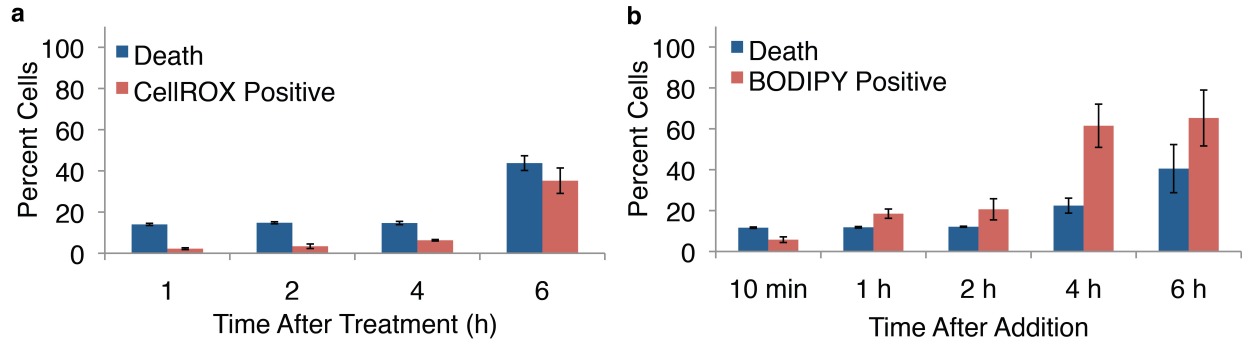 a
Percent Cells
100
80
60
40
20
0
Death
CellROX Positive
1 2 4 6
Time After Treatment (h)
b
Percent Cells
100
80
60
40
20
0
Death
BODIPY Positive
10 min 1 h 2 h 4 h 6 h
Time After Addition